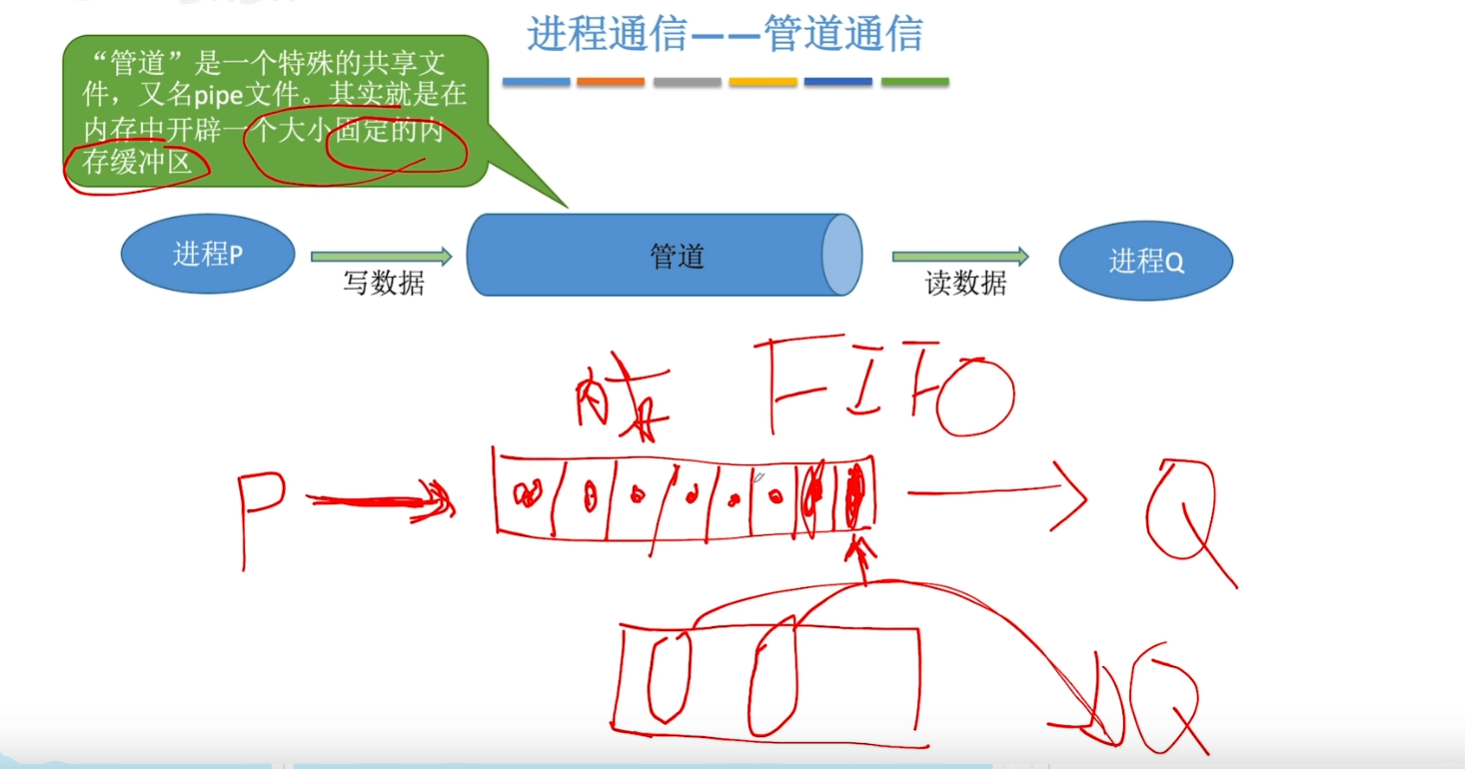 进程通信——管道通信
“管道”是一个特殊的共享文
件，又名pipe文件。其实就是在
内存中开辟一个大小固定的内
存缓冲区
进程P
写数据
管道
读数据
进程Q
内存 FIFO
P
Q
Q